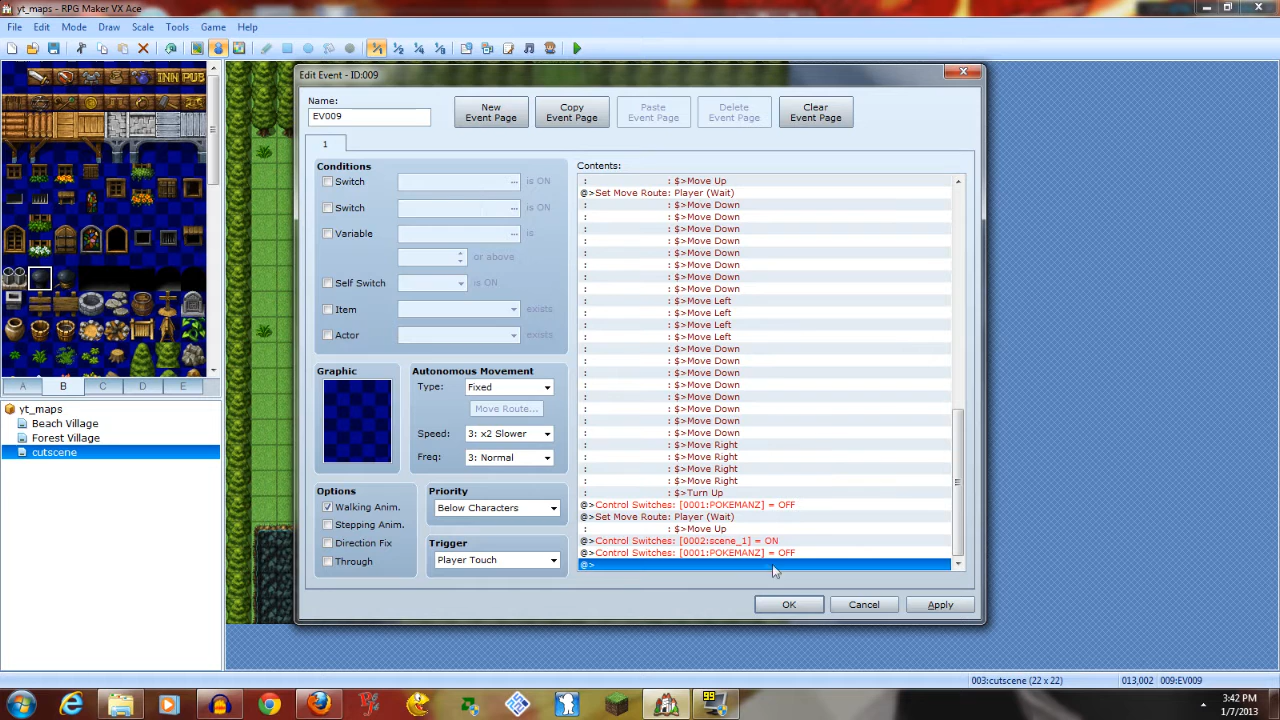 yt_maps - RPG Maker VX Ace
File Edit Mode Draw Scale Tools Game Help
INN PUB
Edit Event - ID:009
Name:
EV009
New Event Page
Copy Event Page
Paste Event Page
Delete Event Page
Clear Event Page
1
Conditions
Switch ... is ON
Switch ... is ON
Variable ... is
or above
Self Switch is ON
Item exists
Actor exists
Graphic
Autonomous Movement
Type: Fixed
Move Route...
Speed: 3: x2 Slower
Freq: 3: Normal
Options
Walking Anim.
Stepping Anim.
Direction Fix
Through
Priority
Below Characters
Trigger
Player Touch
Contents:
: : $>Move Up
@>Set Move Route: Player (Wait)
: : $>Move Down
: : $>Move Down
: : $>Move Down
: : $>Move Down
: : $>Move Down
: : $>Move Down
: : $>Move Down
: : $>Move Down
: : $>Move Left
: : $>Move Left
: : $>Move Left
: : $>Move Left
: : $>Move Down
: : $>Move Down
: : $>Move Down
: : $>Move Down
: : $>Move Down
: : $>Move Down
: : $>Move Down
: : $>Move Down
: : $>Move Right
: : $>Move Right
: : $>Move Right
: : $>Move Right
: : $>Turn Up
@>Control Switches: [0001:POKEMANZ] = OFF
@>Set Move Route: Player (Wait)
: : $>Move Up
@>Control Switches: [0002:scene_1] = ON
@>Control Switches: [0001:POKEMANZ] = OFF
@>
OK
Cancel
Apply
A B C D E
yt_maps
Beach Village
Forest Village
cutscene
003:cutscene (22 x 22)
013,002 009:EV009
99
3:42 PM
1/7/2013